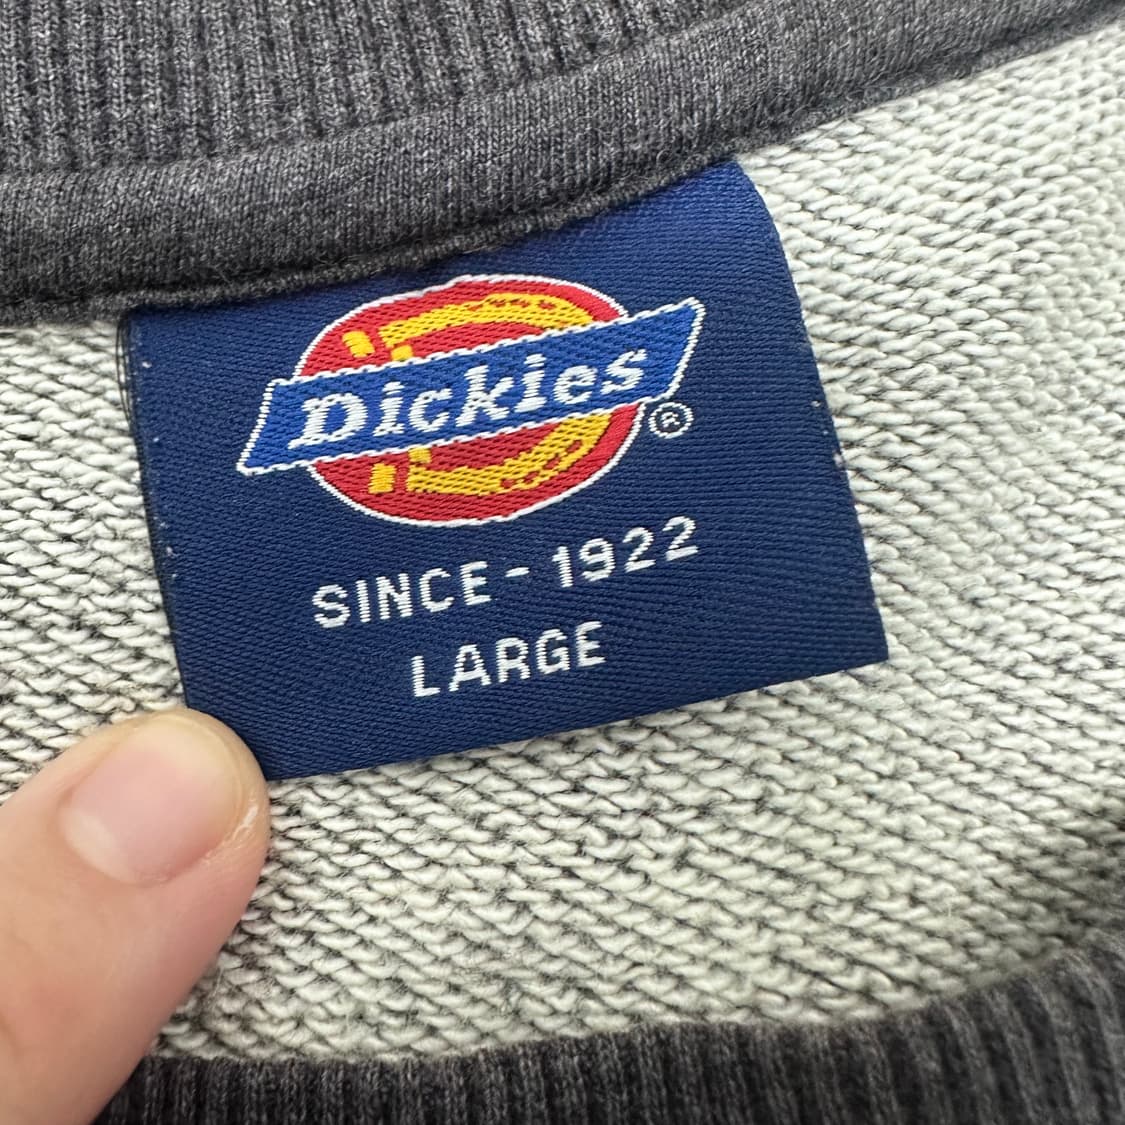 Dickies
®
SINCE - 1922
LARGE